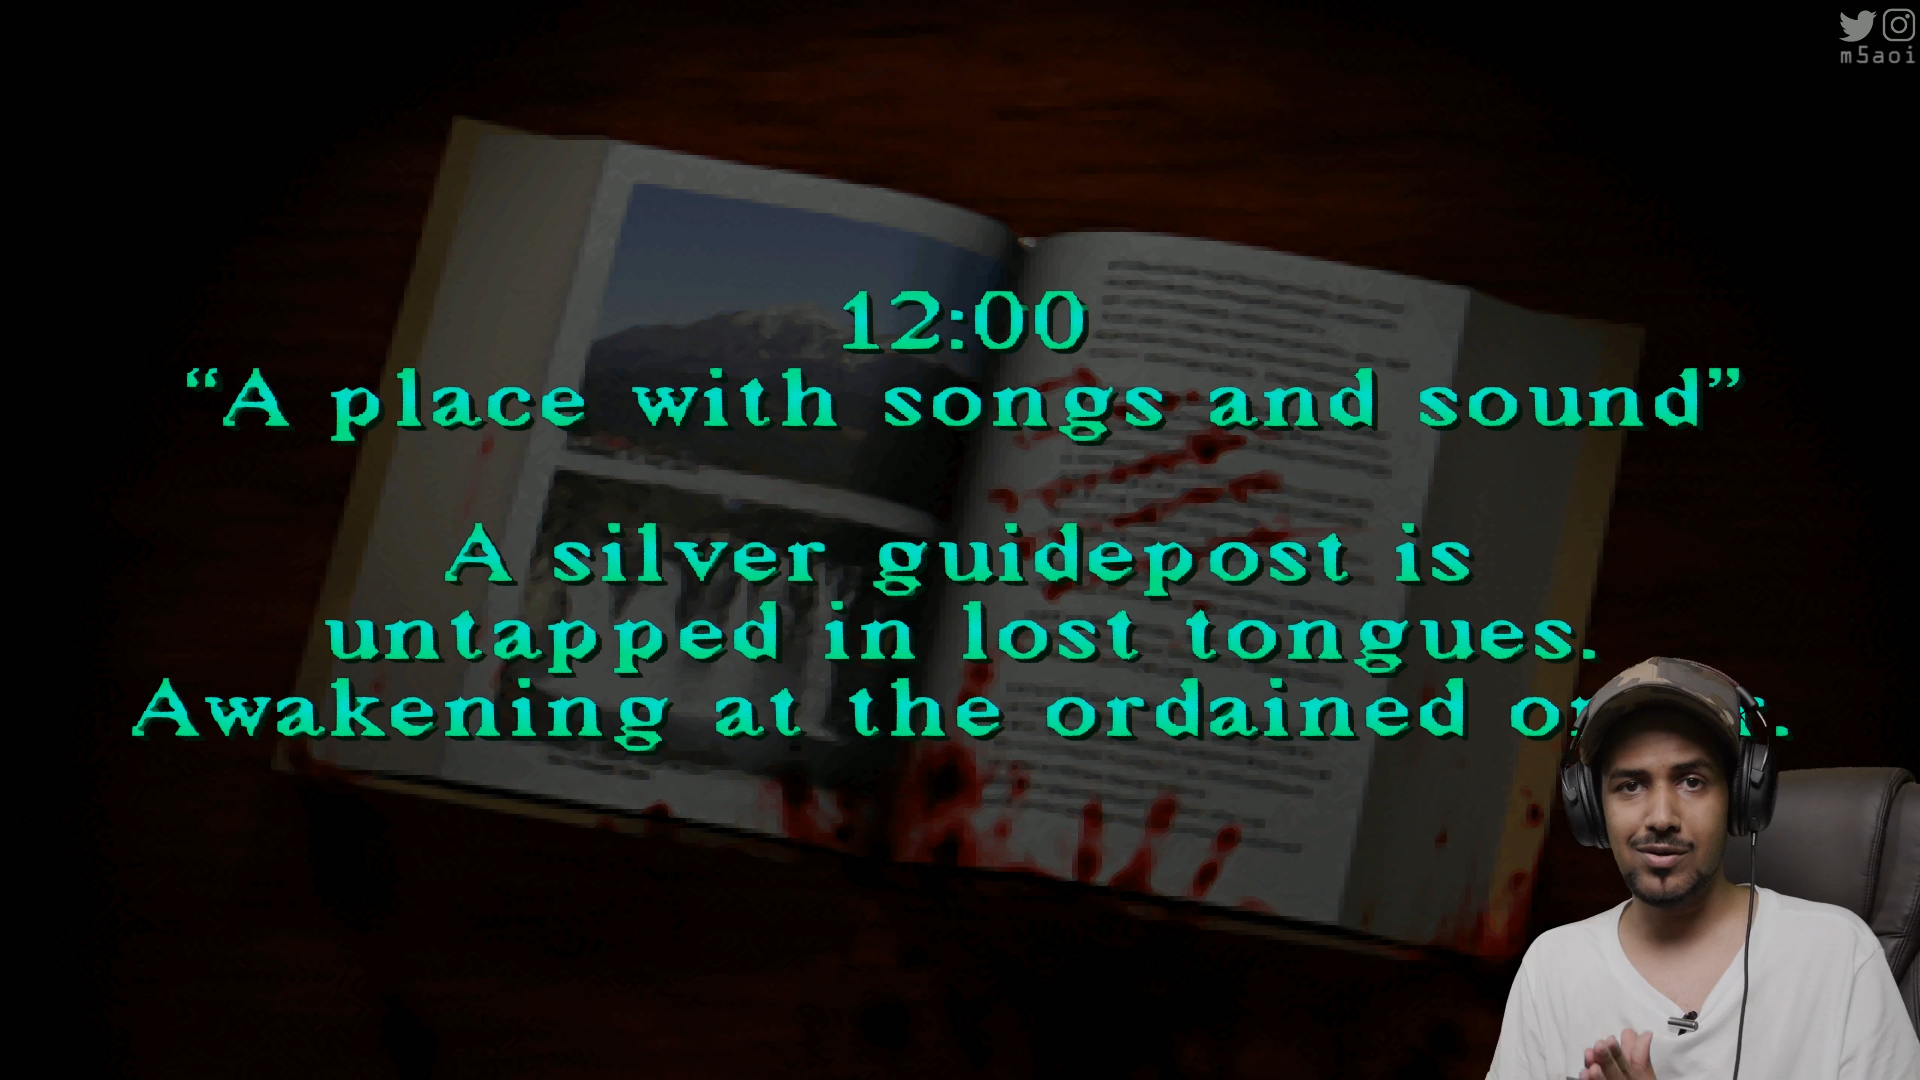 m5aoi
12:00
“A place with songs and sound”
A silver guidepost is
untapped in lost tongues.
Awakening at the ordained